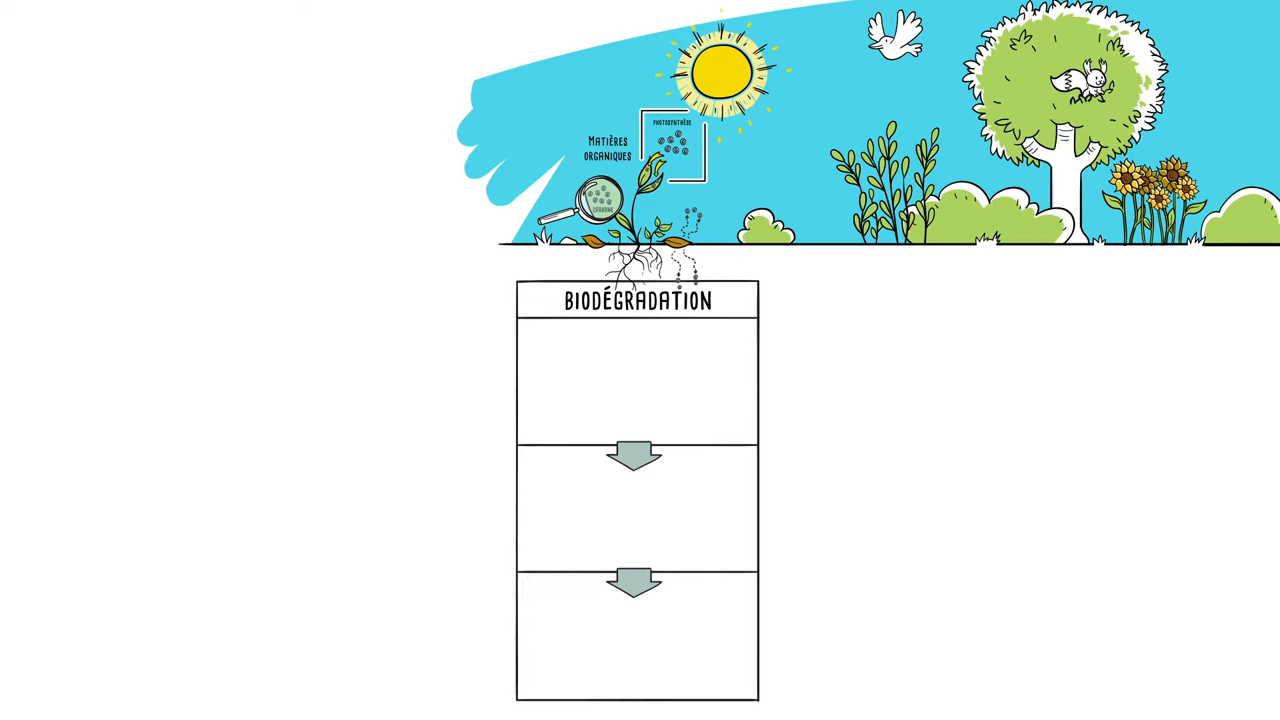 PHOTOSYNTHÈSE
MATIÈRES
ORGANIQUES
CARBONE
BIODÉGRADATION